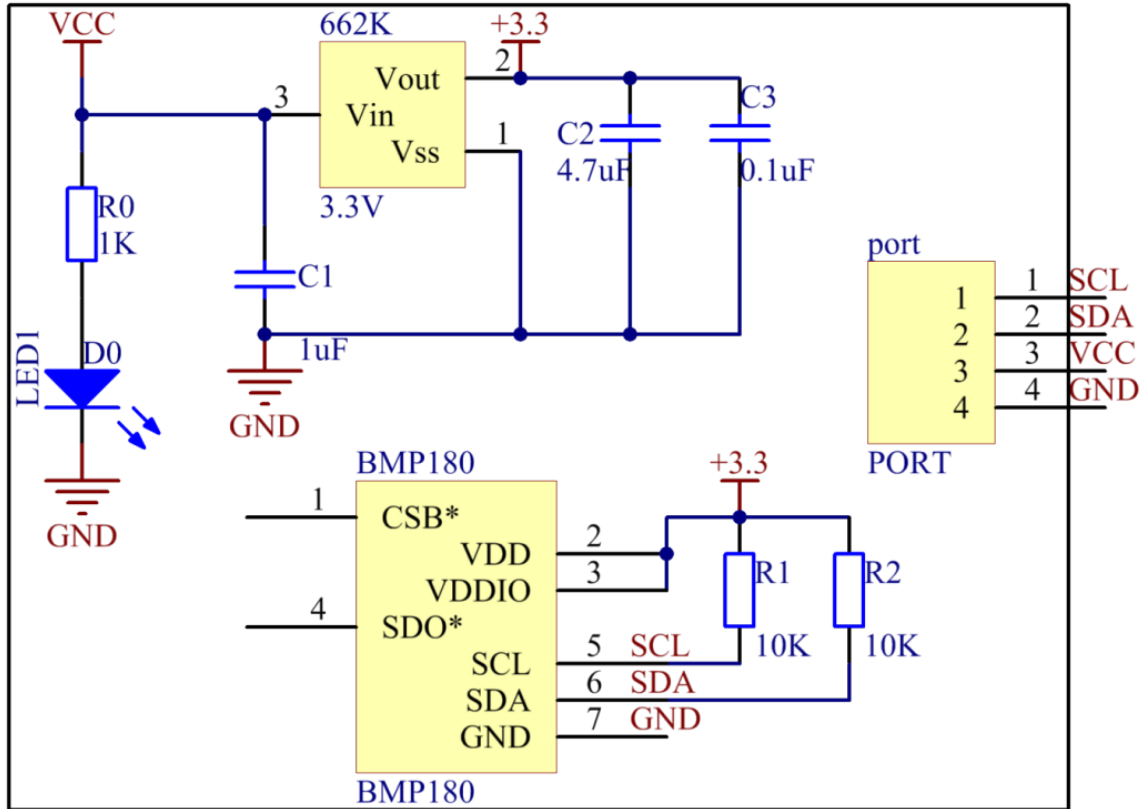 VCC
662K
+3.3
3
Vout
2
Vin
Vss
1
3.3V
C2
4.7uF
C3
0.1uF
R0
1K
C1
1uF
LED1
D0
GND
GND
port
1 1 SCL
2 2 SDA
3 3 VCC
4 4 GND
PORT
BMP180
+3.3
1 CSB*
VDD 2
VDDIO 3
4 SDO*
SCL 5 SCL
SDA 6 SDA
GND 7 GND
R1
10K
R2
10K
BMP180